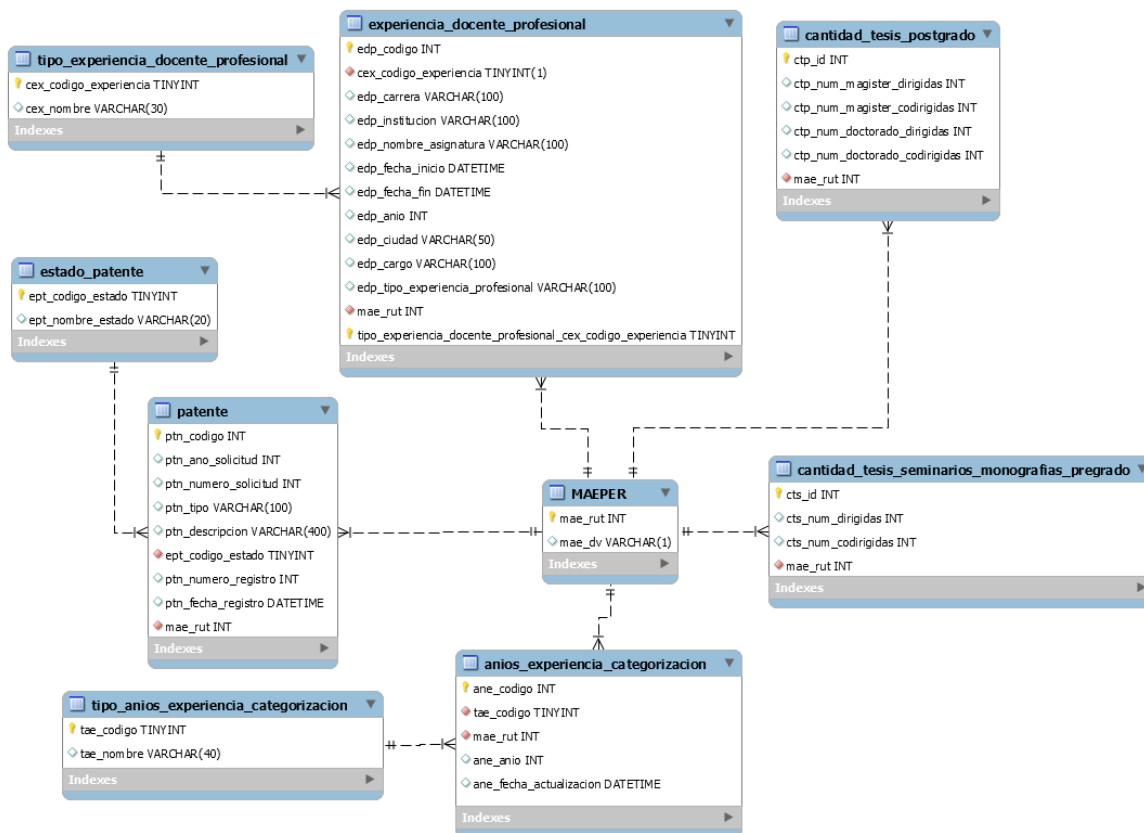 tipo_experiencia_docente_profesional
cex_codigo_experiencia TINYINT
cex_nombre VARCHAR(30)
Indexes
experiencia_docente_profesional
edp_codigo INT
cex_codigo_experiencia TINYINT(1)
edp_carrera VARCHAR(100)
edp_institucion VARCHAR(100)
edp_nombre_asignatura VARCHAR(100)
edp_fecha_inicio DATETIME
edp_fecha_fin DATETIME
edp_anio INT
edp_ciudad VARCHAR(50)
edp_cargo VARCHAR(100)
edp_tipo_experiencia_profesional VARCHAR(100)
mae_rut INT
tipo_experiencia_docente_profesional_cex_codigo_experiencia TINYINT
Indexes
cantidad_tesis_postgrado
ctp_id INT
ctp_num_magister_dirigidas INT
ctp_num_magister_codirigidas INT
ctp_num_doctorado_dirigidas INT
ctp_num_doctorado_codirigidas INT
mae_rut INT
Indexes
estado_patente
ept_codigo_estado TINYINT
ept_nombre_estado VARCHAR(20)
Indexes
patente
ptn_codigo INT
ptn_ano_solicitud INT
ptn_numero_solicitud INT
ptn_tipo VARCHAR(100)
ptn_descripcion VARCHAR(400)
ept_codigo_estado TINYINT
ptn_numero_registro INT
ptn_fecha_registro DATETIME
mae_rut INT
Indexes
MAEPER
mae_rut INT
mae_dv VARCHAR(1)
Indexes
cantidad_tesis_seminarios_monografias_pregrado
cts_id INT
cts_num_dirigidas INT
cts_num_codirigidas INT
mae_rut INT
Indexes
tipo_anios_experiencia_categorizacion
tae_codigo TINYINT
tae_nombre VARCHAR(40)
Indexes
anios_experiencia_categorizacion
ane_codigo INT
tae_codigo TINYINT
mae_rut INT
ane_anio INT
ane_fecha_actualizacion DATETIME
Indexes